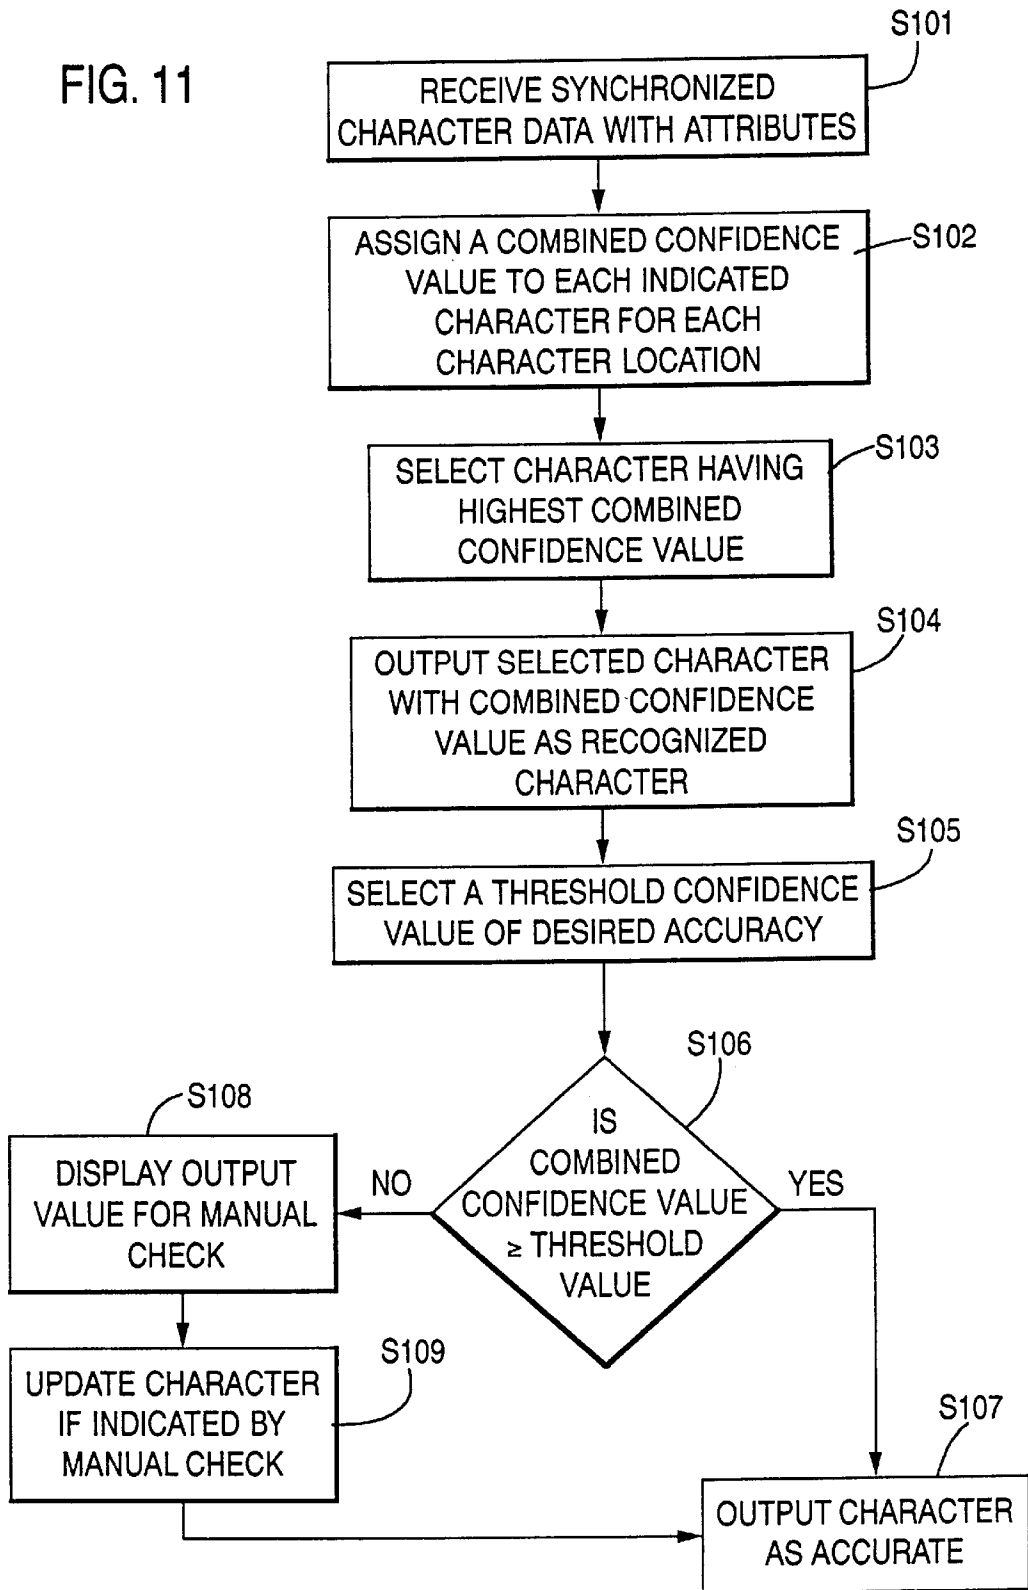 FIG. 11
S101
RECEIVE SYNCHRONIZED
CHARACTER DATA WITH ATTRIBUTES
S102
ASSIGN A COMBINED CONFIDENCE
VALUE TO EACH INDICATED
CHARACTER FOR EACH
CHARACTER LOCATION
S103
SELECT CHARACTER HAVING
HIGHEST COMBINED
CONFIDENCE VALUE
S104
OUTPUT SELECTED CHARACTER
WITH COMBINED CONFIDENCE
VALUE AS RECOGNIZED
CHARACTER
S105
SELECT A THRESHOLD CONFIDENCE
VALUE OF DESIRED ACCURACY
S106
IS
COMBINED
CONFIDENCE VALUE
≥ THRESHOLD
VALUE
NO
YES
S108
DISPLAY OUTPUT
VALUE FOR MANUAL
CHECK
S109
UPDATE CHARACTER
IF INDICATED BY
MANUAL CHECK
S107
OUTPUT CHARACTER
AS ACCURATE